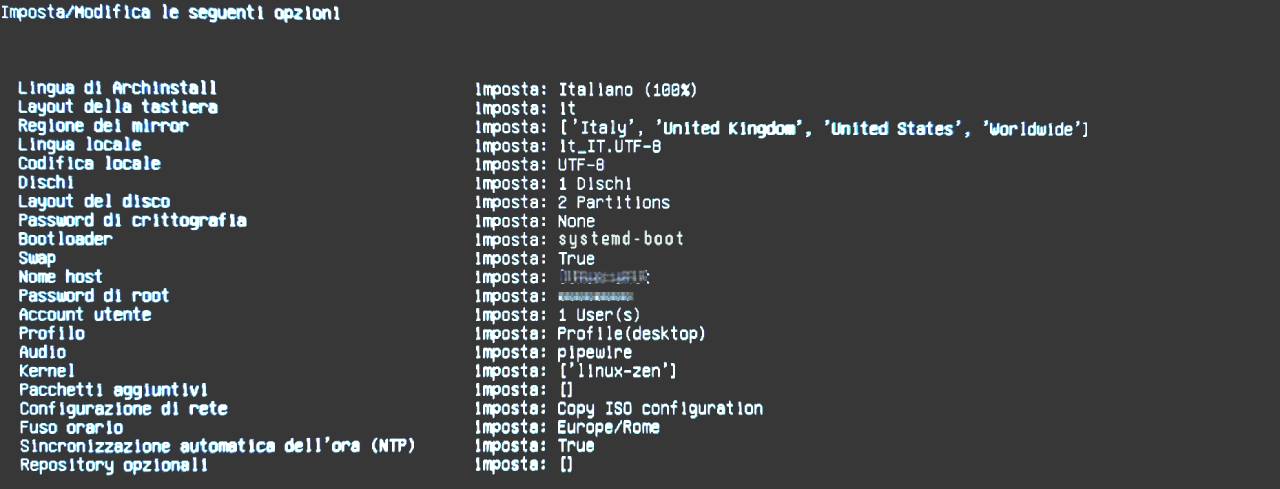 Imposta/Modifica le seguenti opzioni
Lingua di Archinstall imposta: Italiano (100%)
Layout della tastiera imposta: it
Regione dei mirror imposta: ['Italy', 'United Kingdom', 'United States', 'Worldwide']
Lingua locale imposta: it_IT.UTF-8
Codifica locale imposta: UTF-8
Dischi imposta: 1 Dischi
Layout del disco imposta: 2 Partitions
Password di crittografia imposta: None
Bootloader imposta: systemd-boot
Swap imposta: True
Nome host imposta:
Password di root imposta:
Account utente imposta: 1 User(s)
Profilo imposta: Profile(desktop)
Audio imposta: pipewire
Kernel imposta: ['linux-zen']
Pacchetti aggiuntivi imposta: []
Configurazione di rete imposta: Copy ISO configuration
Fuso orario imposta: Europe/Rome
Sincronizzazione automatica dell'ora (NTP) imposta: True
Repository opzionali imposta: []